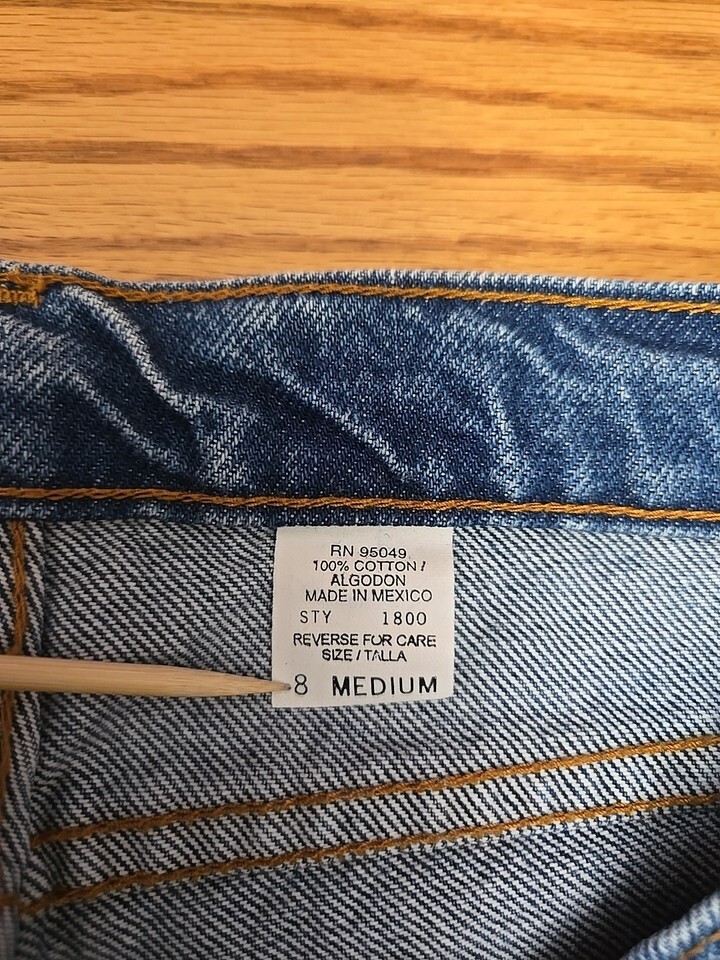 RN 95049
100% COTTON /
ALGODON
MADE IN MEXICO
STY 1800
REVERSE FOR CARE
SIZE / TALLA
8 MEDIUM